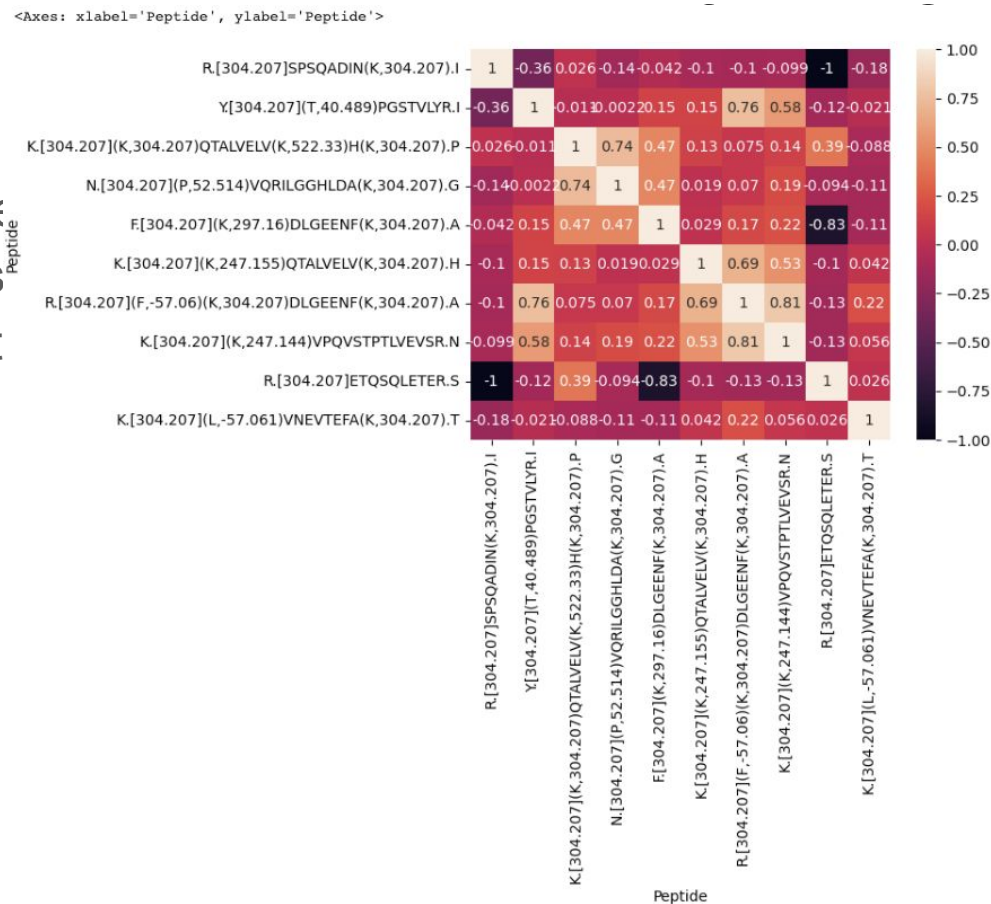 <Axes: xlabel='Peptide', ylabel='Peptide'>
R.[304.207]SPSQADIN(K,304.207).I
1 -0.36 0.026 -0.14 -0.042 -0.1 -0.1 -0.099 -1 -0.18
1.00
Y.[304.207](T,40.489)PGSTVLYR.I
-0.36 1 -0.011 0.0022 0.15 0.15 0.76 0.58 -0.12 -0.021
0.75
K.[304.207](K,304.207)QTALVELV(K,522.33)H(K,304.207).P
0.026 -0.011 1 0.74 0.47 0.13 0.075 0.14 0.39 -0.088
0.50
N.[304.207](P,52.514)VQRILGGHLDA(K,304.207).G
-0.14 0.0022 0.74 1 0.47 0.019 0.07 0.19 -0.094 -0.11
0.25
F.[304.207](K,297.16)DLGEENF(K,304.207).A
-0.042 0.15 0.47 0.47 1 0.029 0.17 0.22 -0.83 -0.11
0.00
Peptide
K.[304.207](K,247.155)QTALVELV(K,304.207).H
-0.1 0.15 0.13 0.019 0.029 1 0.69 0.53 -0.1 0.042
-0.25
R.[304.207](F,-57.06)(K,304.207)DLGEENF(K,304.207).A
-0.1 0.76 0.075 0.07 0.17 0.69 1 0.81 -0.13 0.22
K.[304.207](K,247.144)VPQVSTPTLVEVSR.N
-0.099 0.58 0.14 0.19 0.22 0.53 0.81 1 -0.13 0.056
-0.50
R.[304.207]ETQSQLETER.S
-1 -0.12 0.39 -0.094 -0.83 -0.1 -0.13 -0.13 1 0.026
-0.75
K.[304.207](L,-57.061)VNEVTEFA(K,304.207).T
-0.18 -0.021 -0.088 -0.11 -0.11 0.042 0.22 0.056 0.026 1
-1.00
R.[304.207]SPSQADIN(K,304.207).I
Y.[304.207](T,40.489)PGSTVLYR.I
K.[304.207](K,304.207)QTALVELV(K,522.33)H(K,304.207).P
N.[304.207](P,52.514)VQRILGGHLDA(K,304.207).G
F.[304.207](K,297.16)DLGEENF(K,304.207).A
K.[304.207](K,247.155)QTALVELV(K,304.207).H
R.[304.207](F,-57.06)(K,304.207)DLGEENF(K,304.207).A
K.[304.207](K,247.144)VPQVSTPTLVEVSR.N
R.[304.207]ETQSQLETER.S
K.[304.207](L,-57.061)VNEVTEFA(K,304.207).T
Peptide